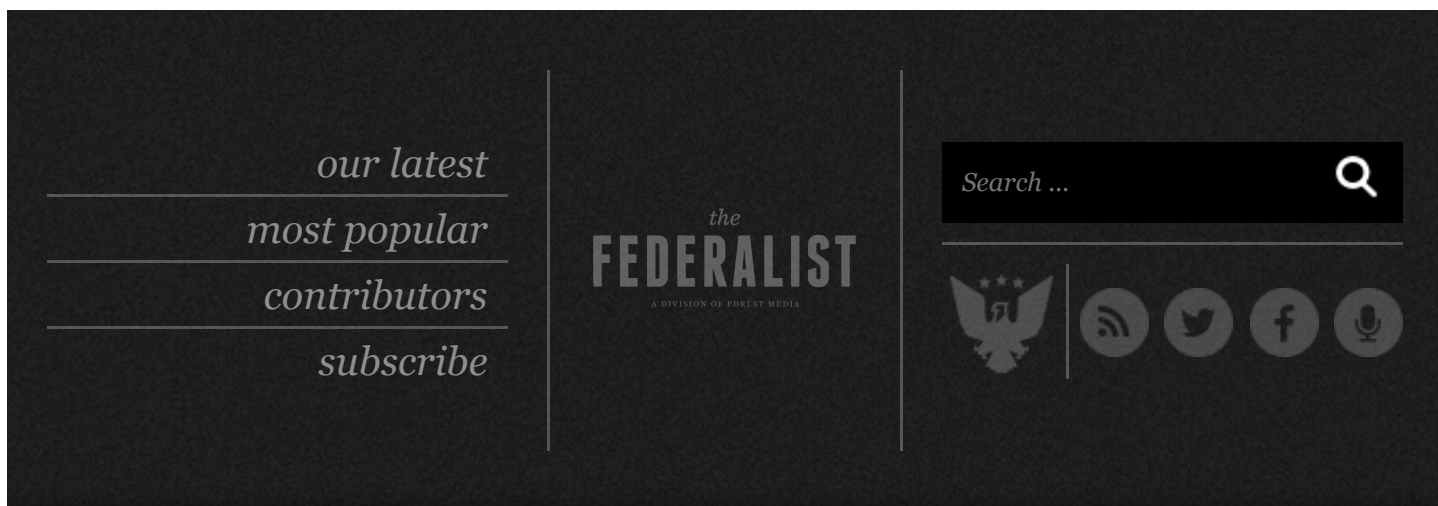 our latest
most popular
contributors
subscribe
the
FEDERALIST
A DIVISION OF FDRLST MEDIA
Search ...